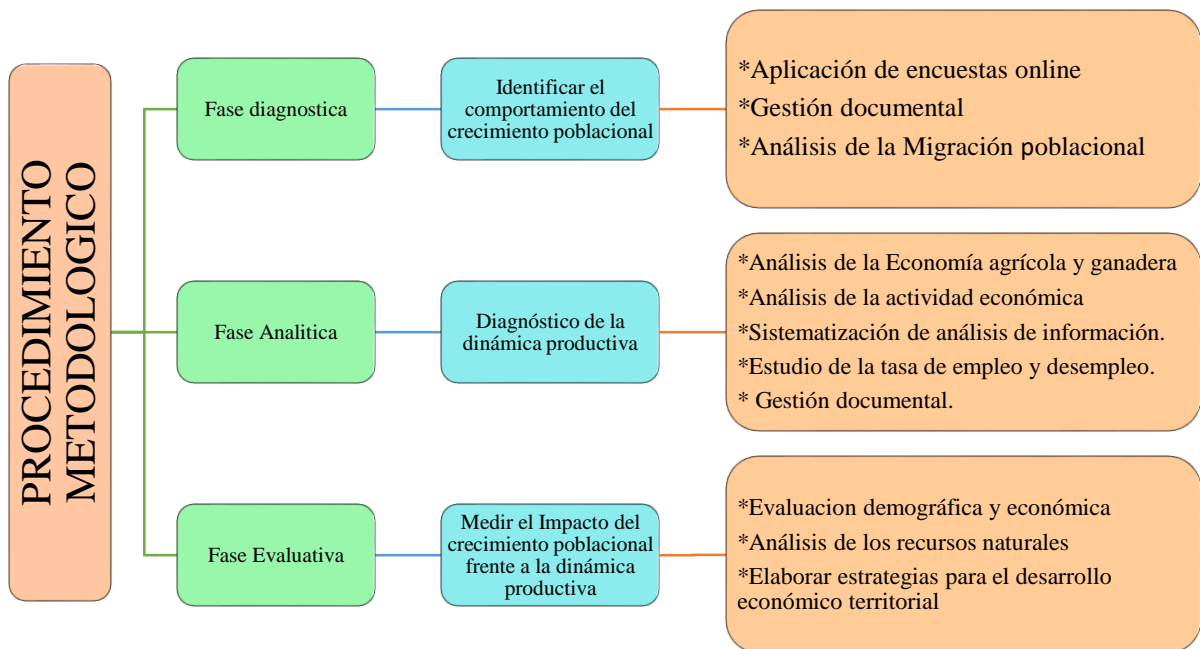 PROCEDIMIENTO
METODOLOGICO
Fase diagnostica
Identificar el
comportamiento del
crecimiento poblacional
*Aplicación de encuestas online
*Gestión documental
*Análisis de la Migración poblacional
Fase Analitica
Diagnóstico de la
dinámica productiva
*Análisis de la Economía agrícola y ganadera
*Análisis de la actividad económica
*Sistematización de análisis de información.
*Estudio de la tasa de empleo y desempleo.
* Gestión documental.
Fase Evaluativa
Medir el Impacto del
crecimiento poblacional
frente a la dinámica
productiva
*Evaluacion demográfica y económica
*Análisis de los recursos naturales
*Elaborar estrategias para el desarrollo
económico territorial